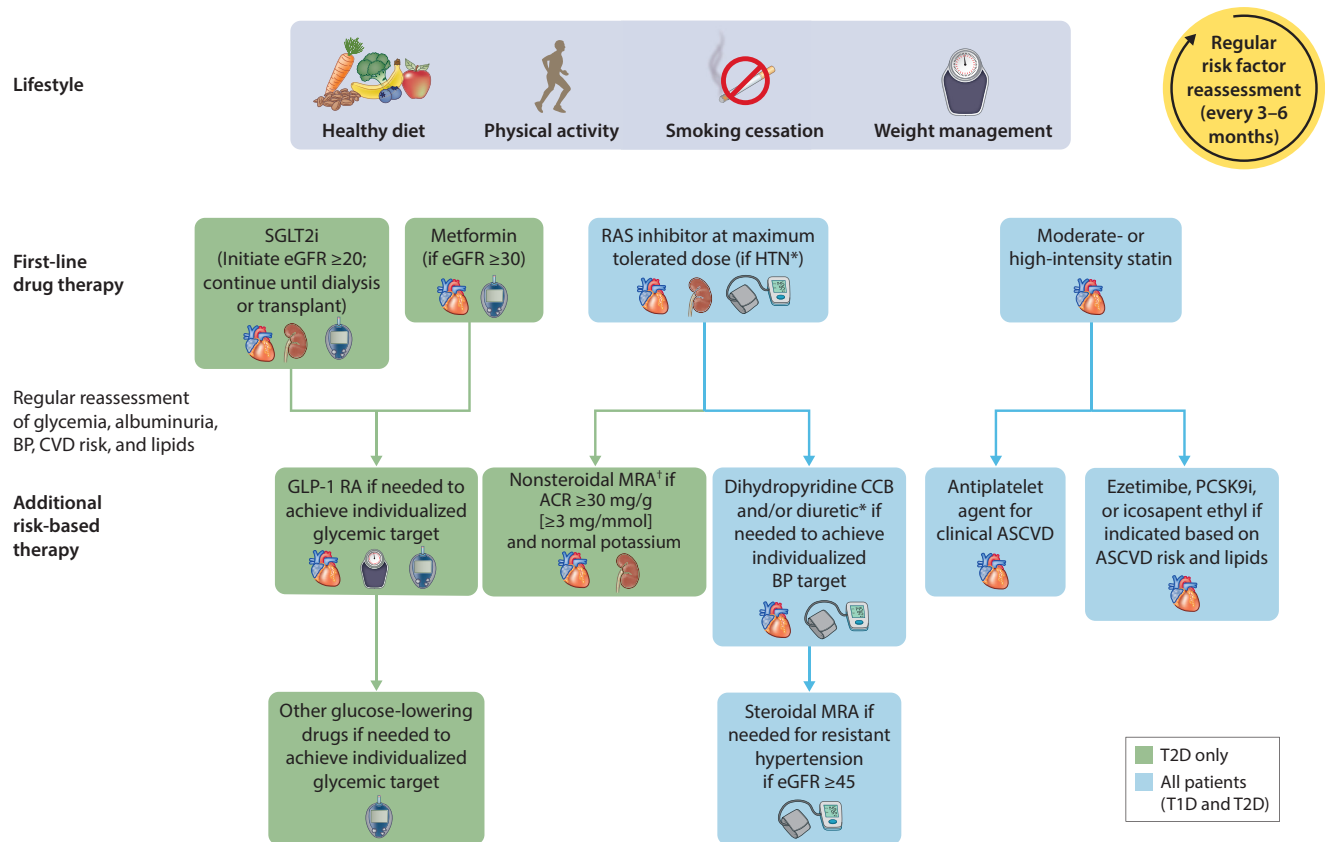 Lifestyle
Healthy diet
Physical activity
Smoking cessation
Weight management
Regular
risk factor
reassessment
(every 3–6
months)
First-line
drug therapy
SGLT2i
(Initiate eGFR ≥20;
continue until dialysis
or transplant)
Metformin
(if eGFR ≥30)
RAS inhibitor at maximum
tolerated dose (if HTN*)
Moderate- or
high-intensity statin
Regular reassessment
of glycemia, albuminuria,
BP, CVD risk, and lipids
Additional
risk-based
therapy
GLP-1 RA if needed to
achieve individualized
glycemic target
Nonsteroidal MRA† if
ACR ≥30 mg/g
[≥3 mg/mmol]
and normal potassium
Dihydropyridine CCB
and/or diuretic* if
needed to achieve
individualized
BP target
Antiplatelet
agent for
clinical ASCVD
Ezetimibe, PCSK9i,
or icosapent ethyl if
indicated based on
ASCVD risk and lipids
Other glucose-lowering
drugs if needed to
achieve individualized
glycemic target
Steroidal MRA if
needed for resistant
hypertension
if eGFR ≥45
T2D only
All patients
(T1D and T2D)